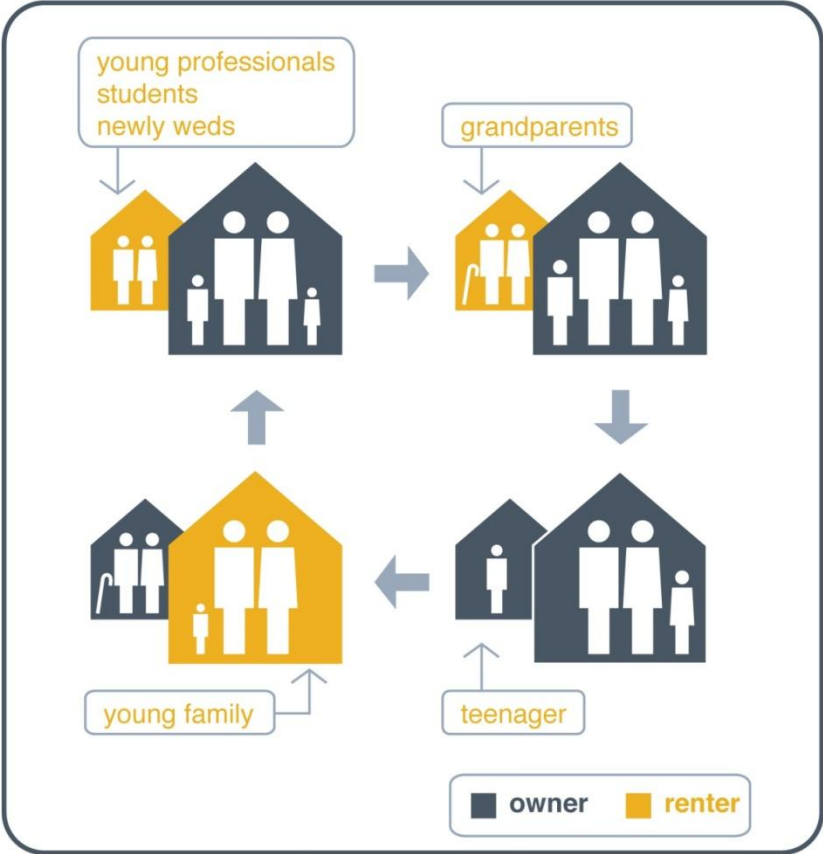 young professionals
students
newly weds
grandparents
young family
teenager
owner
renter